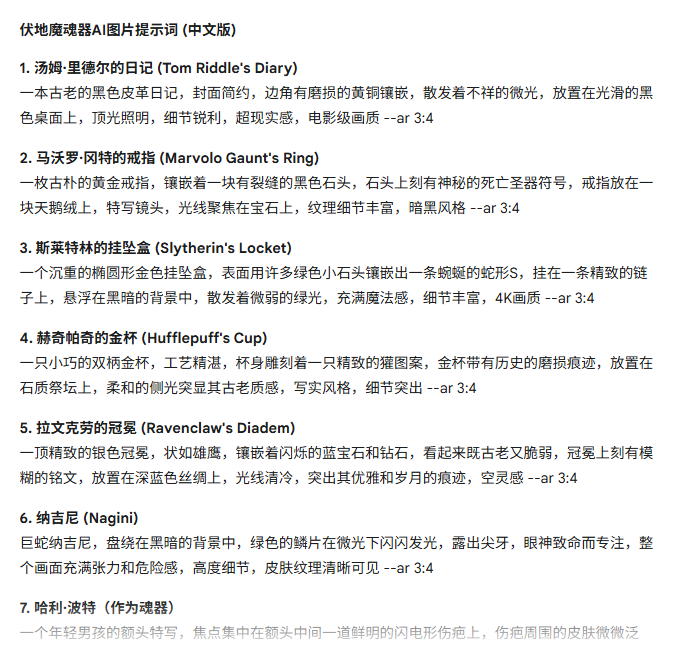 伏地魔魂器AI图片提示词 (中文版)
1. 汤姆·里德尔的日记 (Tom Riddle's Diary)
一本古老的黑色皮革日记，封面简约，边角有磨损的黄铜镶嵌，散发着不祥的微光，放置在光滑的黑
色桌面上，顶光照明，细节锐利，超现实感，电影级画质 --ar 3:4
2. 马沃罗·冈特的戒指 (Marvolo Gaunt's Ring)
一枚古朴的黄金戒指，镶嵌着一块有裂缝的黑色石头，石头上刻有神秘的死亡圣器符号，戒指放在一
块天鹅绒上，特写镜头，光线聚焦在宝石上，纹理细节丰富，暗黑风格 --ar 3:4
3. 斯莱特林的挂坠盒 (Slytherin's Locket)
一个沉重的椭圆形金色挂坠盒，表面用许多绿色小石头镶嵌出一条蜿蜒的蛇形S，挂在一条精致的链
子上，悬浮在黑暗的背景中，散发着微弱的绿光，充满魔法感，细节丰富，4K画质 --ar 3:4
4. 赫奇帕奇的金杯 (Hufflepuff's Cup)
一只小巧的双柄金杯，工艺精湛，杯身雕刻着一只精致的獾图案，金杯带有历史的磨损痕迹，放置在
石质祭坛上，柔和的侧光突显其古老质感，写实风格，细节突出 --ar 3:4
5. 拉文克劳的冠冕 (Ravenclaw's Diadem)
一顶精致的银色冠冕，状如雄鹰，镶嵌着闪烁的蓝宝石和钻石，看起来既古老又脆弱，冠冕上刻有模
糊的铭文，放置在深蓝色丝绸上，光线清冷，突出其优雅和岁月的痕迹，空灵感 --ar 3:4
6. 纳吉尼 (Nagini)
巨蛇纳吉尼，盘绕在黑暗的背景中，绿色的鳞片在微光下闪闪发光，露出尖牙，眼神致命而专注，整
个画面充满张力和危险感，高度细节，皮肤纹理清晰可见 --ar 3:4
7. 哈利·波特（作为魂器）
一个年轻男孩的额头特写，焦点集中在额头中间一道鲜明的闪电形伤疤上，伤疤周围的皮肤微微泛